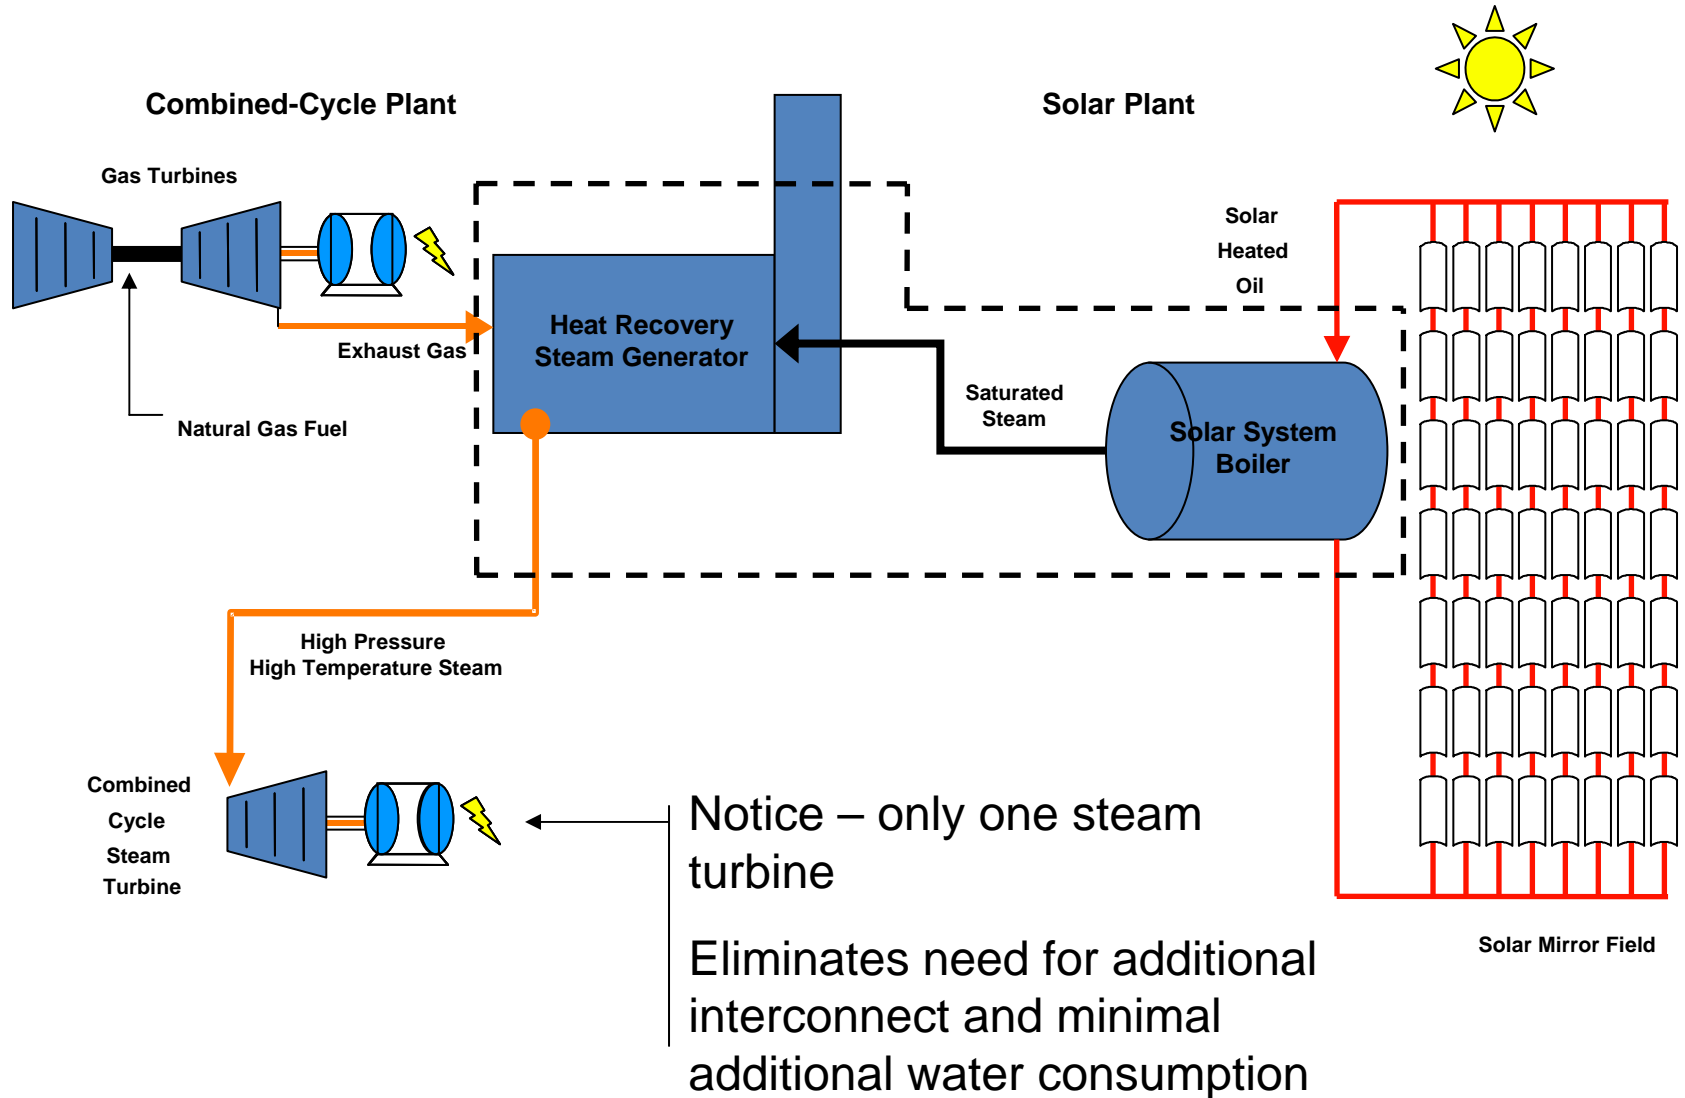 Combined-Cycle Plant
Solar Plant
Gas Turbines
Solar
Heated
Oil
Exhaust Gas
Heat Recovery
Steam Generator
Natural Gas Fuel
Saturated
Steam
Solar System
Boiler
High Pressure
High Temperature Steam
Combined
Cycle
Steam
Turbine
Notice – only one steam
turbine
Eliminates need for additional
interconnect and minimal
additional water consumption
Solar Mirror Field